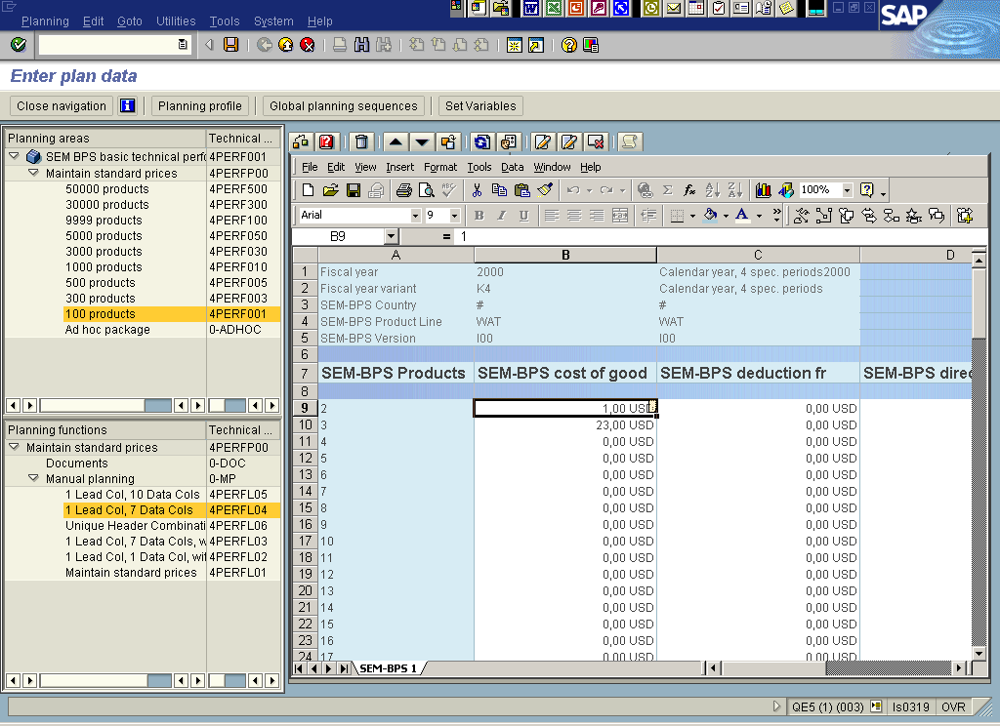 Planning Edit Goto Utilities Tools System Help
SAP
Enter plan data
Close navigation Planning profile Global planning sequences Set Variables
Planning areas Technical ...
SEM BPS basic technical perfo 4PERF001
Maintain standard prices 4PERFP00
50000 products 4PERF500
30000 products 4PERF300
9999 products 4PERF100
5000 products 4PERF050
3000 products 4PERF030
1000 products 4PERF010
500 products 4PERF005
300 products 4PERF003
100 products 4PERF001
Ad hoc package 0-ADHOC
Planning functions Technical ...
Maintain standard prices 4PERFP00
Documents 0-DOC
Manual planning 0-MP
1 Lead Col, 10 Data Cols 4PERFL05
1 Lead Col, 7 Data Cols 4PERFL04
Unique Header Combinati 4PERFL06
1 Lead Col, 7 Data Cols, w 4PERFL03
1 Lead Col, 1 Data Col, wit 4PERFL02
Maintain standard prices 4PERFL01
File Edit View Insert Format Tools Data Window Help
100%
Arial 9 B I U
B9 = 1
A B C D
1 Fiscal year 2000 Calendar year, 4 spec. periods2000
2 Fiscal year variant K4 Calendar year, 4 spec. periods
3 SEM-BPS Country # #
4 SEM-BPS Product Line WAT WAT
5 SEM-BPS Version I00 I00
6
7 SEM-BPS Products SEM-BPS cost of good SEM-BPS deduction fr SEM-BPS direc
8
9 2 1,00 USD 0,00 USD
10 3 23,00 USD 0,00 USD
11 4 0,00 USD 0,00 USD
12 5 0,00 USD 0,00 USD
13 6 0,00 USD 0,00 USD
14 7 0,00 USD 0,00 USD
15 8 0,00 USD 0,00 USD
16 9 0,00 USD 0,00 USD
17 10 0,00 USD 0,00 USD
18 11 0,00 USD 0,00 USD
19 12 0,00 USD 0,00 USD
20 13 0,00 USD 0,00 USD
21 14 0,00 USD 0,00 USD
22 15 0,00 USD 0,00 USD
23 16 0,00 USD 0,00 USD
24 17 0,00 USD 0,00 USD
SEM-BPS 1
QE5 (1) (003) ls0319 OVR